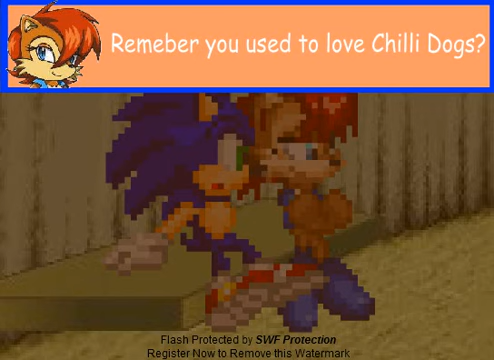 Remeber you used to love Chilli Dogs?
Flash Protected by SWF Protection
Register Now to Remove this Watermark